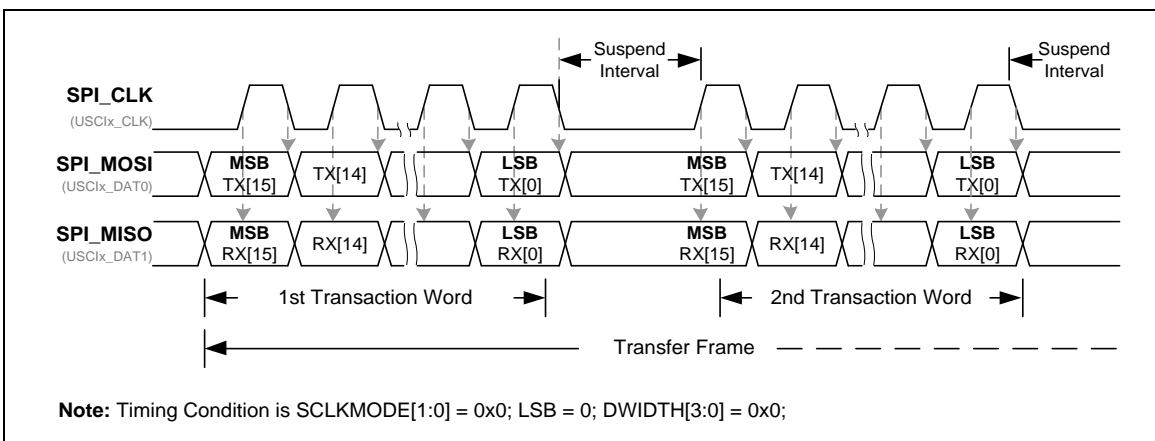 Suspend
Interval
Suspend
Interval
SPI_CLK
(USCIx_CLK)
SPI_MOSI
(USCIx_DAT0)
MSB
TX[15]
TX[14]
LSB
TX[0]
MSB
TX[15]
TX[14]
LSB
TX[0]
SPI_MISO
(USCIx_DAT1)
MSB
RX[15]
RX[14]
LSB
RX[0]
MSB
RX[15]
RX[14]
LSB
RX[0]
1st Transaction Word
2nd Transaction Word
Transfer Frame
Note: Timing Condition is SCLKMODE[1:0] = 0x0; LSB = 0; DWIDTH[3:0] = 0x0;